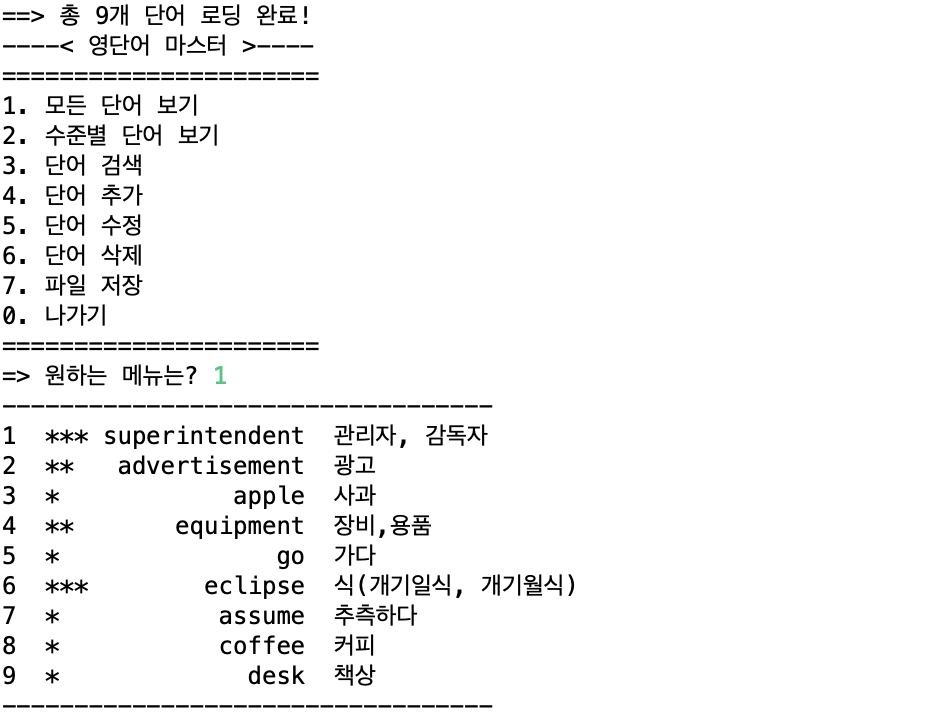 ==> 총 9개 단어 로딩 완료!
----< 영단어 마스터 >----
======================
1. 모든 단어 보기
2. 수준별 단어 보기
3. 단어 검색
4. 단어 추가
5. 단어 수정
6. 단어 삭제
7. 파일 저장
0. 나가기
======================
=> 원하는 메뉴는? 1
----------------------------------
1  *** superintendent  관리자, 감독자
2  **   advertisement  광고
3  *            apple  사과
4  **       equipment  장비,용품
5  *               go  가다
6  ***        eclipse  식(개기일식, 개기월식)
7  *           assume  추측하다
8  *           coffee  커피
9  *             desk  책상
----------------------------------